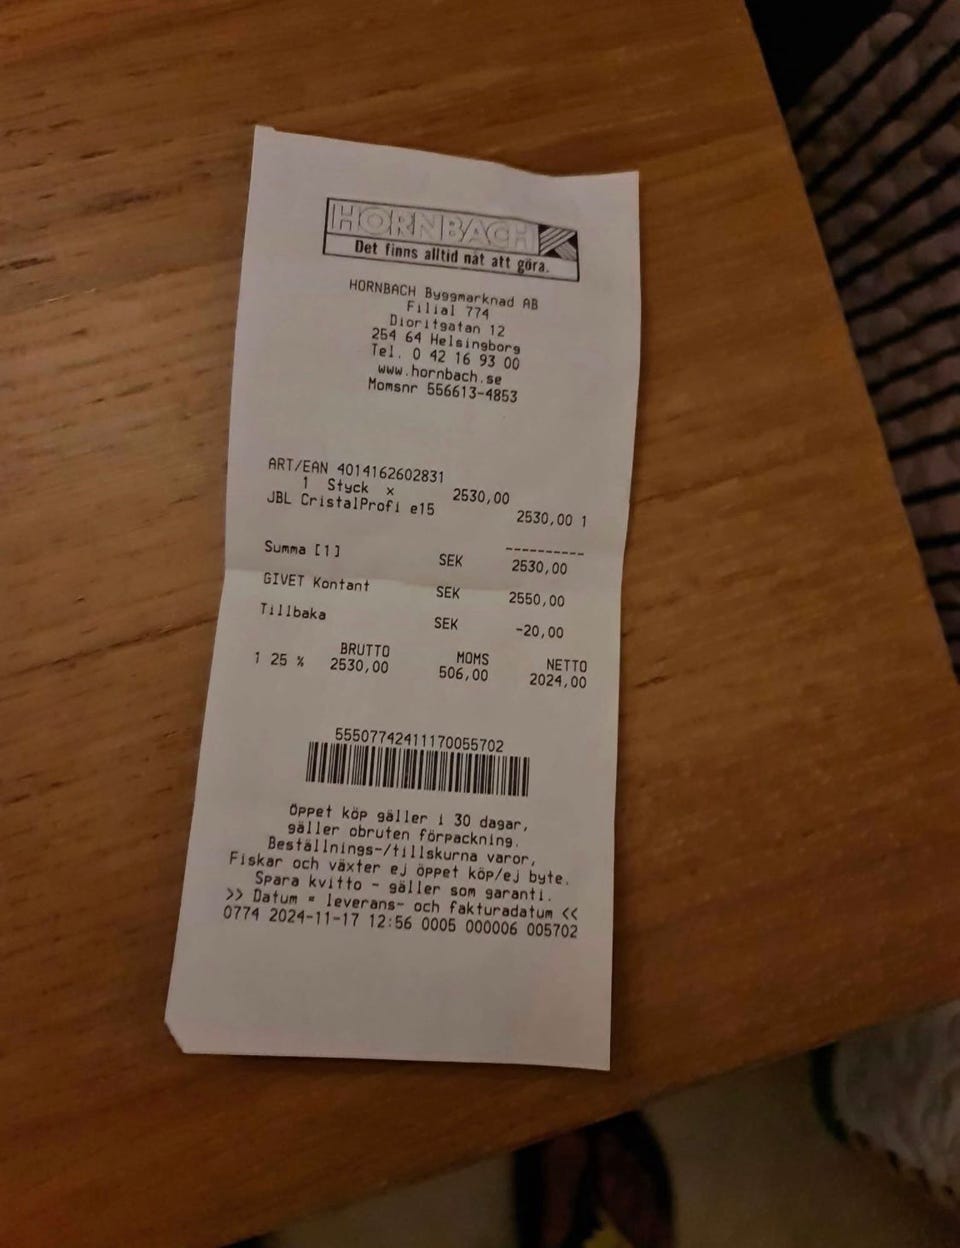 HORNBACH
Det finns alltid nåt att göra.
HORNBACH Byggmarknad AB
Filial 774
Dioritgatan 12
254 64 Helsingborg
Tel. 0 42 16 93 00
www.hornbach.se
Momsnr 556613-4853
ART/EAN 4014162602831
1 Styck x 2530,00
JBL CristalProfi e15 2530,00 1
----------
Summa [1] SEK 2530,00
GIVET Kontant SEK 2550,00
Tillbaka SEK -20,00
BRUTTO MOMS NETTO
1 25 % 2530,00 506,00 2024,00
55507742411170055702
Öppet köp gäller i 30 dagar,
gäller obruten förpackning.
Beställnings-/tillskurna varor,
Fiskar och växter ej öppet köp/ej byte.
Spara kvitto - gäller som garanti.
>> Datum = leverans- och fakturadatum <<
0774 2024-11-17 12:56 0005 000006 005702